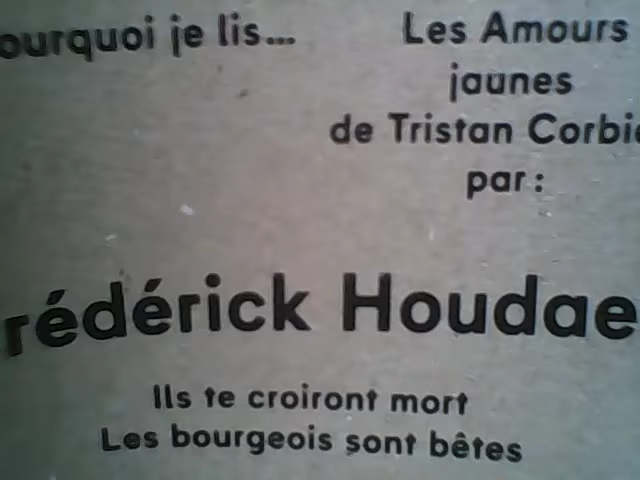 ourquoi je lis...
Les Amours
jaunes
de Tristan Corbiè
par :
rédérick Houdae
Ils te croiront mort
Les bourgeois sont bêtes